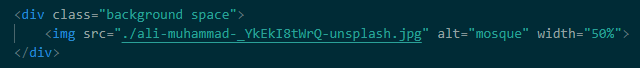 <div class="background space">
<img src="./ali-muhammad-_YkEkI8tWrQ-unsplash.jpg" alt="mosque" width="50%">
</div>